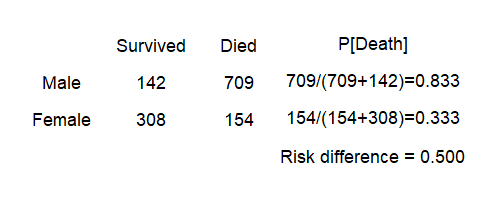 Survived Died P[Death]
Male 142 709 709/(709+142)=0.833
Female 308 154 154/(154+308)=0.333
Risk difference = 0.500